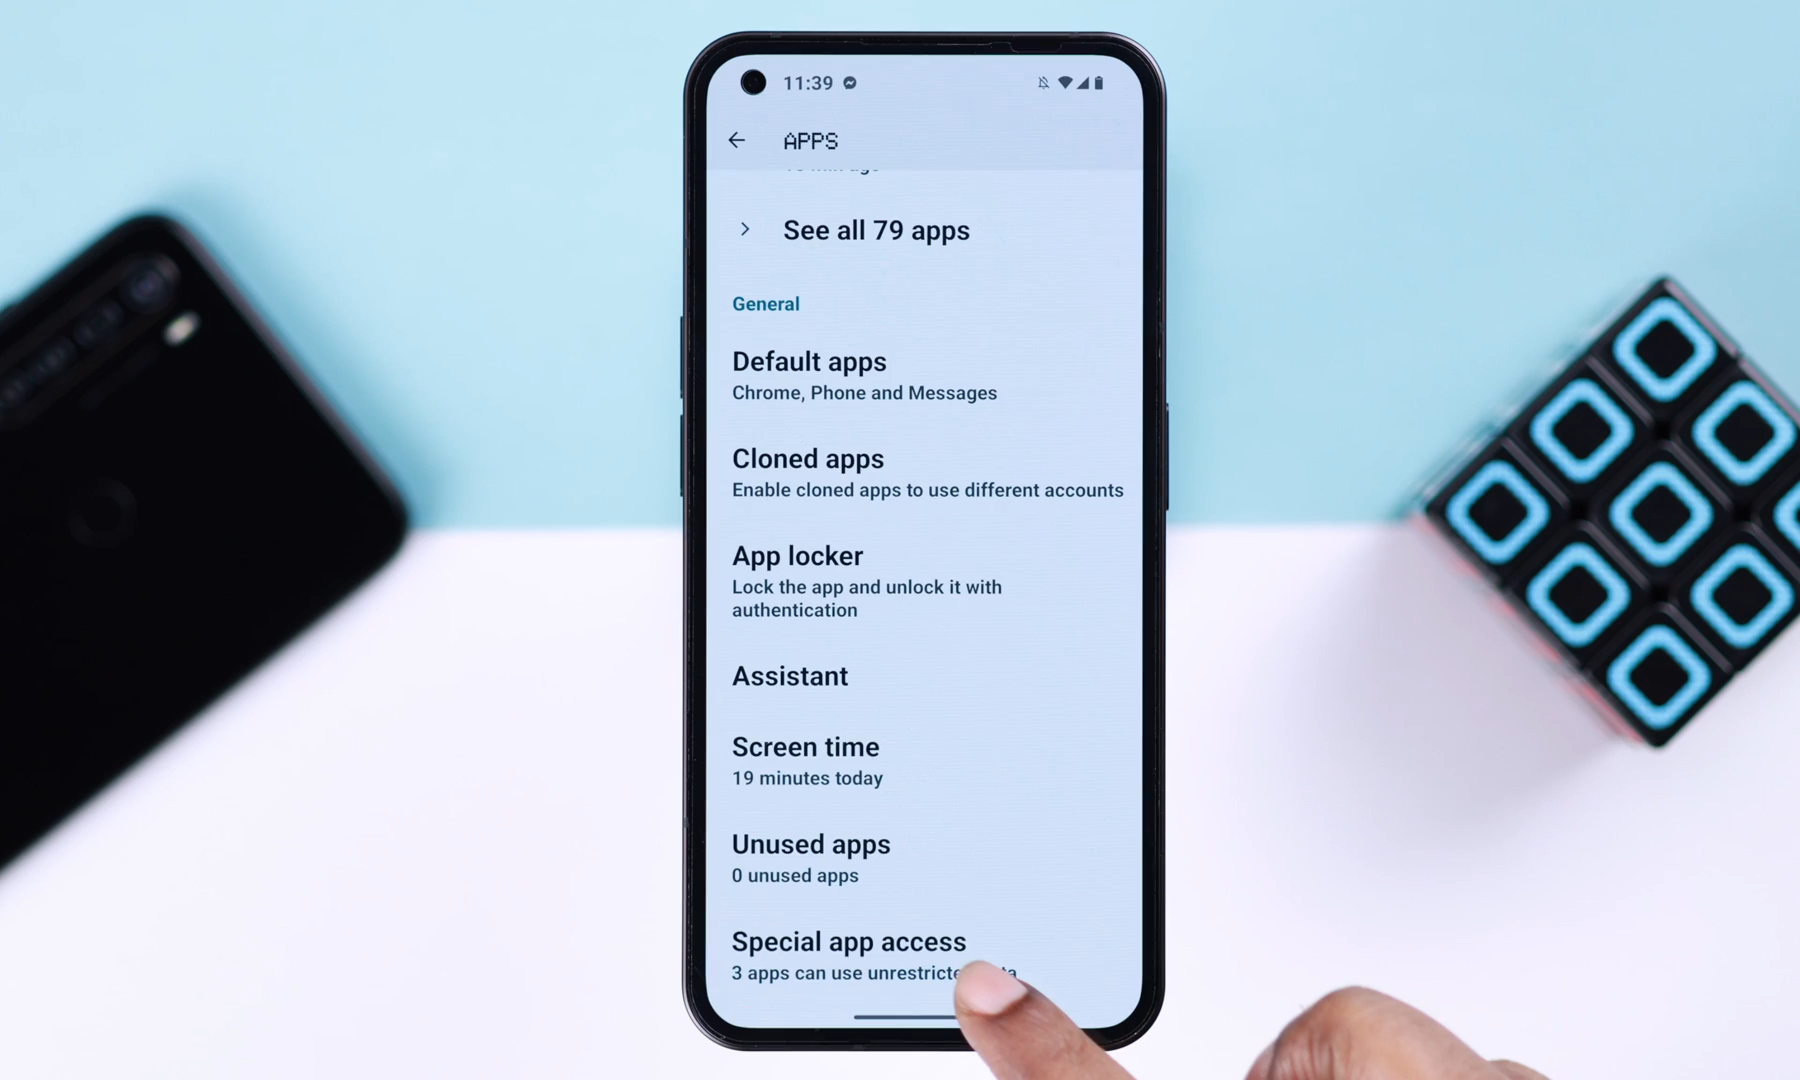 11:39
APPS
See all 79 apps
General
Default apps
Chrome, Phone and Messages
Cloned apps
Enable cloned apps to use different accounts
App locker
Lock the app and unlock it with
authentication
Assistant
Screen time
19 minutes today
Unused apps
0 unused apps
Special app access
3 apps can use